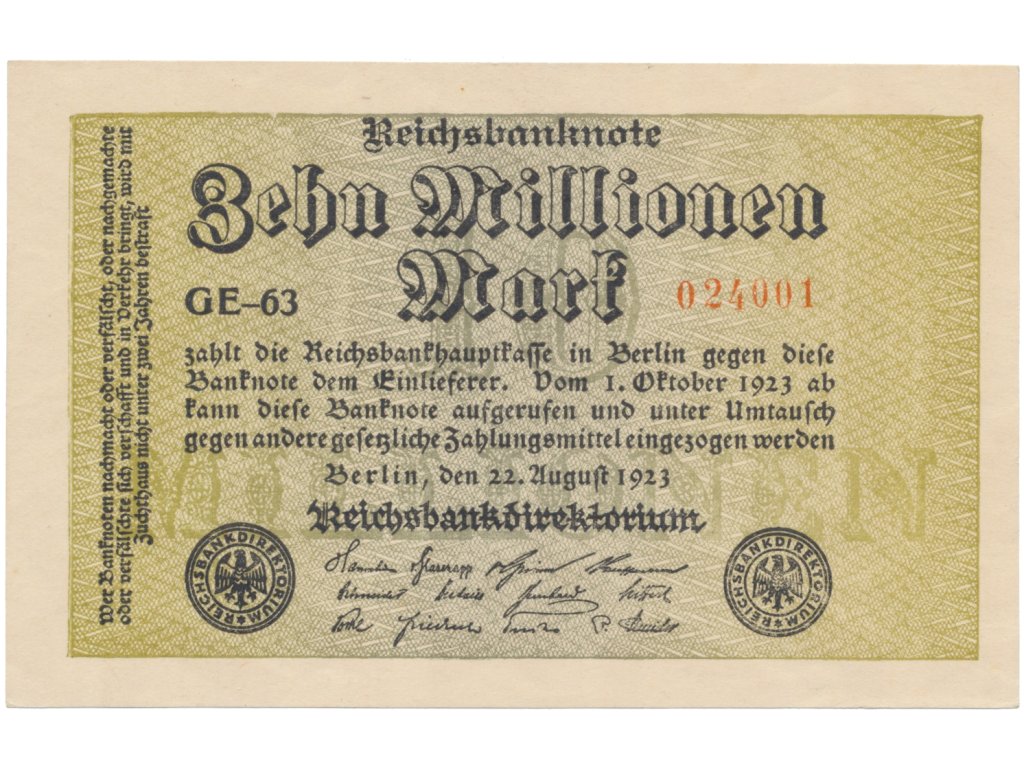 Reichsbanknote
Zehn Millionen
Mark
GE–63
024001
zahlt die Reichsbankhauptkasse in Berlin gegen diese
Banknote dem Einlieferer. Vom 1. Oktober 1923 ab
kann diese Banknote aufgerufen und unter Umtausch
gegen andere gesetzliche Zahlungsmittel eingezogen werden
Berlin, den 22. August 1923
Reichsbankdirektorium
REICHSBANKDIREKTORIUM
REICHSBANKDIREKTORIUM
Wer Banknoten nachmacht oder verfälscht, oder nachgemachte
oder verfälschte sich verschafft und in Verkehr bringt, wird mit
Zuchthaus nicht unter zwei Jahren bestraft